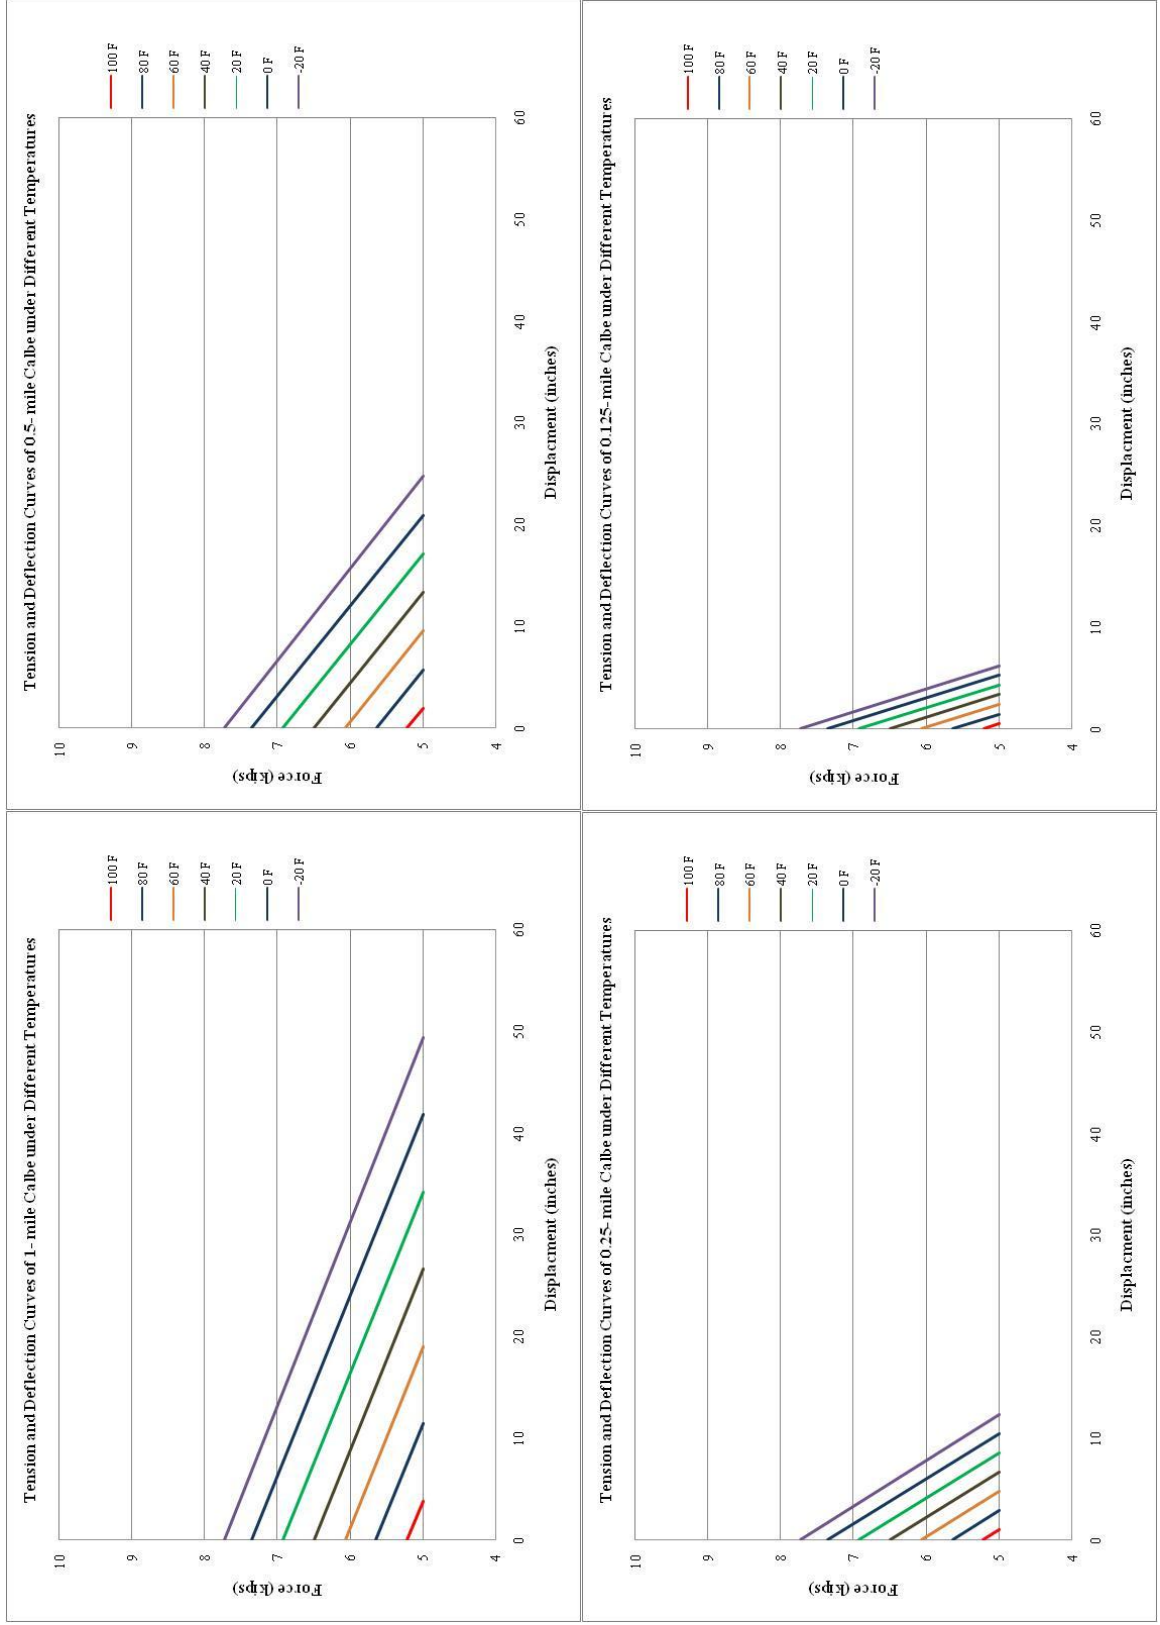 Tension and Deflection Curves of 1- mile Calbe under Different Temperatures
10
9
8
7
6
5
4
Force (kips)
0
10
20
30
40
50
60
Displacment (inches)
100 F
80 F
60 F
40 F
20 F
0 F
-20 F
Tension and Deflection Curves of 0.5- mile Calbe under Different Temperatures
10
9
8
7
6
5
4
Force (kips)
0
10
20
30
40
50
60
Displacment (inches)
100 F
80 F
60 F
40 F
20 F
0 F
-20 F
Tension and Deflection Curves of 0.25- mile Calbe under Different Temperatures
10
9
8
7
6
5
4
Force (kips)
0
10
20
30
40
50
60
Displacment (inches)
100 F
80 F
60 F
40 F
20 F
0 F
-20 F
Tension and Deflection Curves of 0.125- mile Calbe under Different Temperatures
10
9
8
7
6
5
4
Force (kips)
0
10
20
30
40
50
60
Displacment (inches)
100 F
80 F
60 F
40 F
20 F
0 F
-20 F